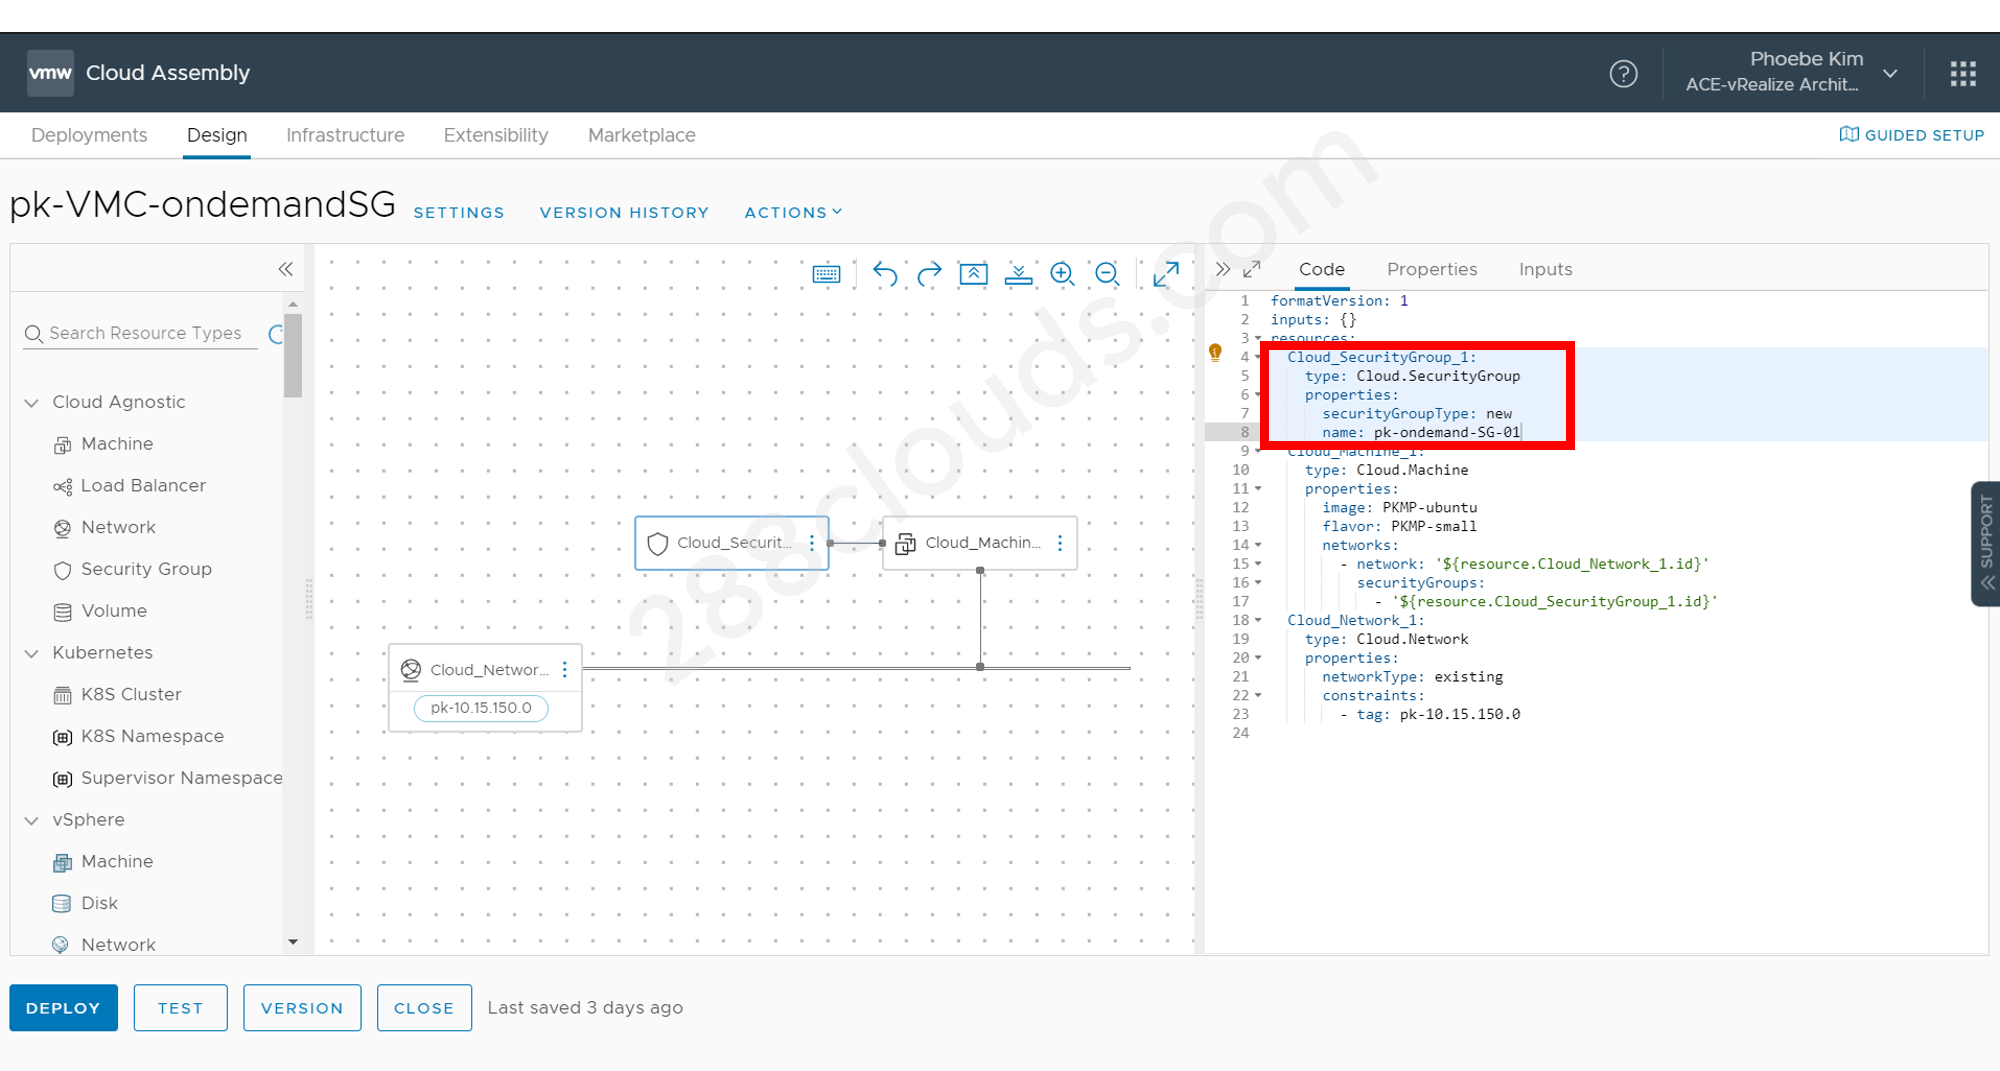 vmw Cloud Assembly
Phoebe Kim
ACE-vRealize Archit...
Deployments
Design
Infrastructure
Extensibility
Marketplace
GUIDED SETUP
pk-VMC-ondemandSG
SETTINGS
VERSION HISTORY
ACTIONS
Search Resource Types
Cloud Agnostic
Machine
Load Balancer
Network
Security Group
Volume
Kubernetes
K8S Cluster
K8S Namespace
Supervisor Namespace
vSphere
Machine
Disk
Network
Cloud_Securit...
Cloud_Machin...
Cloud_Networ...
pk-10.15.150.0
Code
Properties
Inputs
1 formatVersion: 1
2 inputs: {}
3 resources:
4 Cloud_SecurityGroup_1:
5 type: Cloud.SecurityGroup
6 properties:
7 securityGroupType: new
8 name: pk-ondemand-SG-01
9 Cloud_Machine_1:
10 type: Cloud.Machine
11 properties:
12 image: PKMP-ubuntu
13 flavor: PKMP-small
14 networks:
15 - network: '${resource.Cloud_Network_1.id}'
16 securityGroups:
17 - '${resource.Cloud_SecurityGroup_1.id}'
18 Cloud_Network_1:
19 type: Cloud.Network
20 properties:
21 networkType: existing
22 constraints:
23 - tag: pk-10.15.150.0
24
SUPPORT
288clouds.com
DEPLOY
TEST
VERSION
CLOSE
Last saved 3 days ago